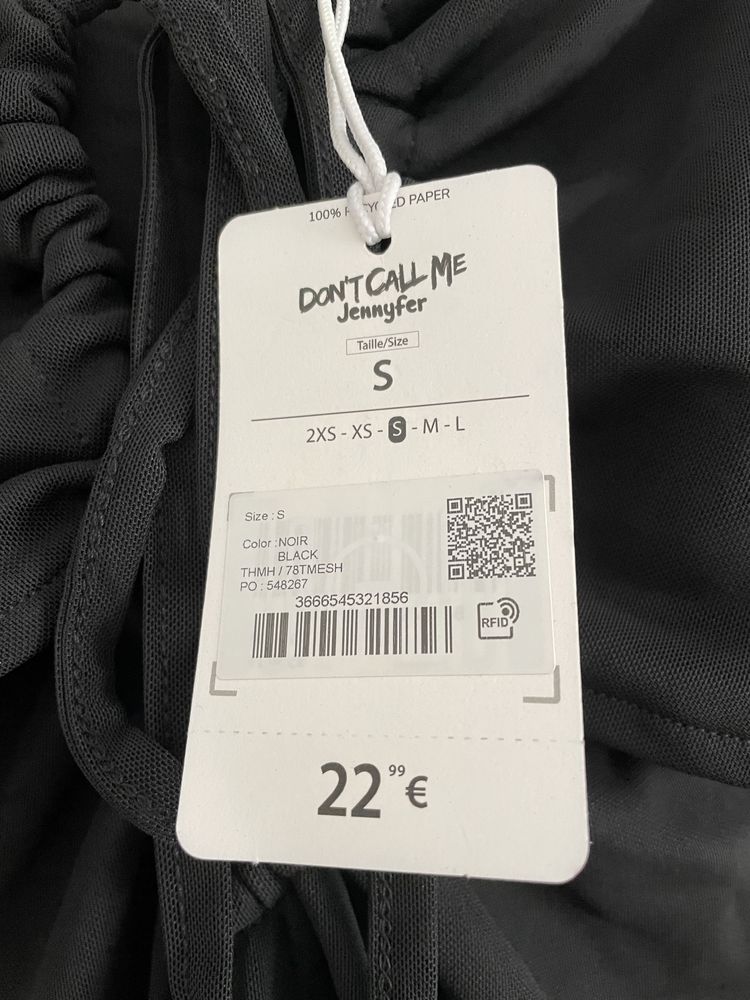 100% PAPER
DON'T CALL ME
Jennyfer
Taille/Size
S
2XS - XS - S - M - L
Size : S
Color : NOIR
BLACK
THMH / 78TMESH
PO : 548267
3666545321856
RFID
22 99 €